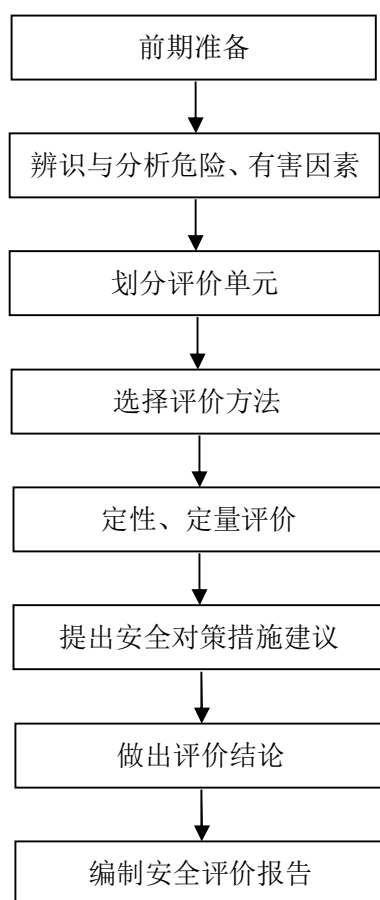 前期准备
辨识与分析危险、有害因素
划分评价单元
选择评价方法
定性、定量评价
提出安全对策措施建议
做出评价结论
编制安全评价报告